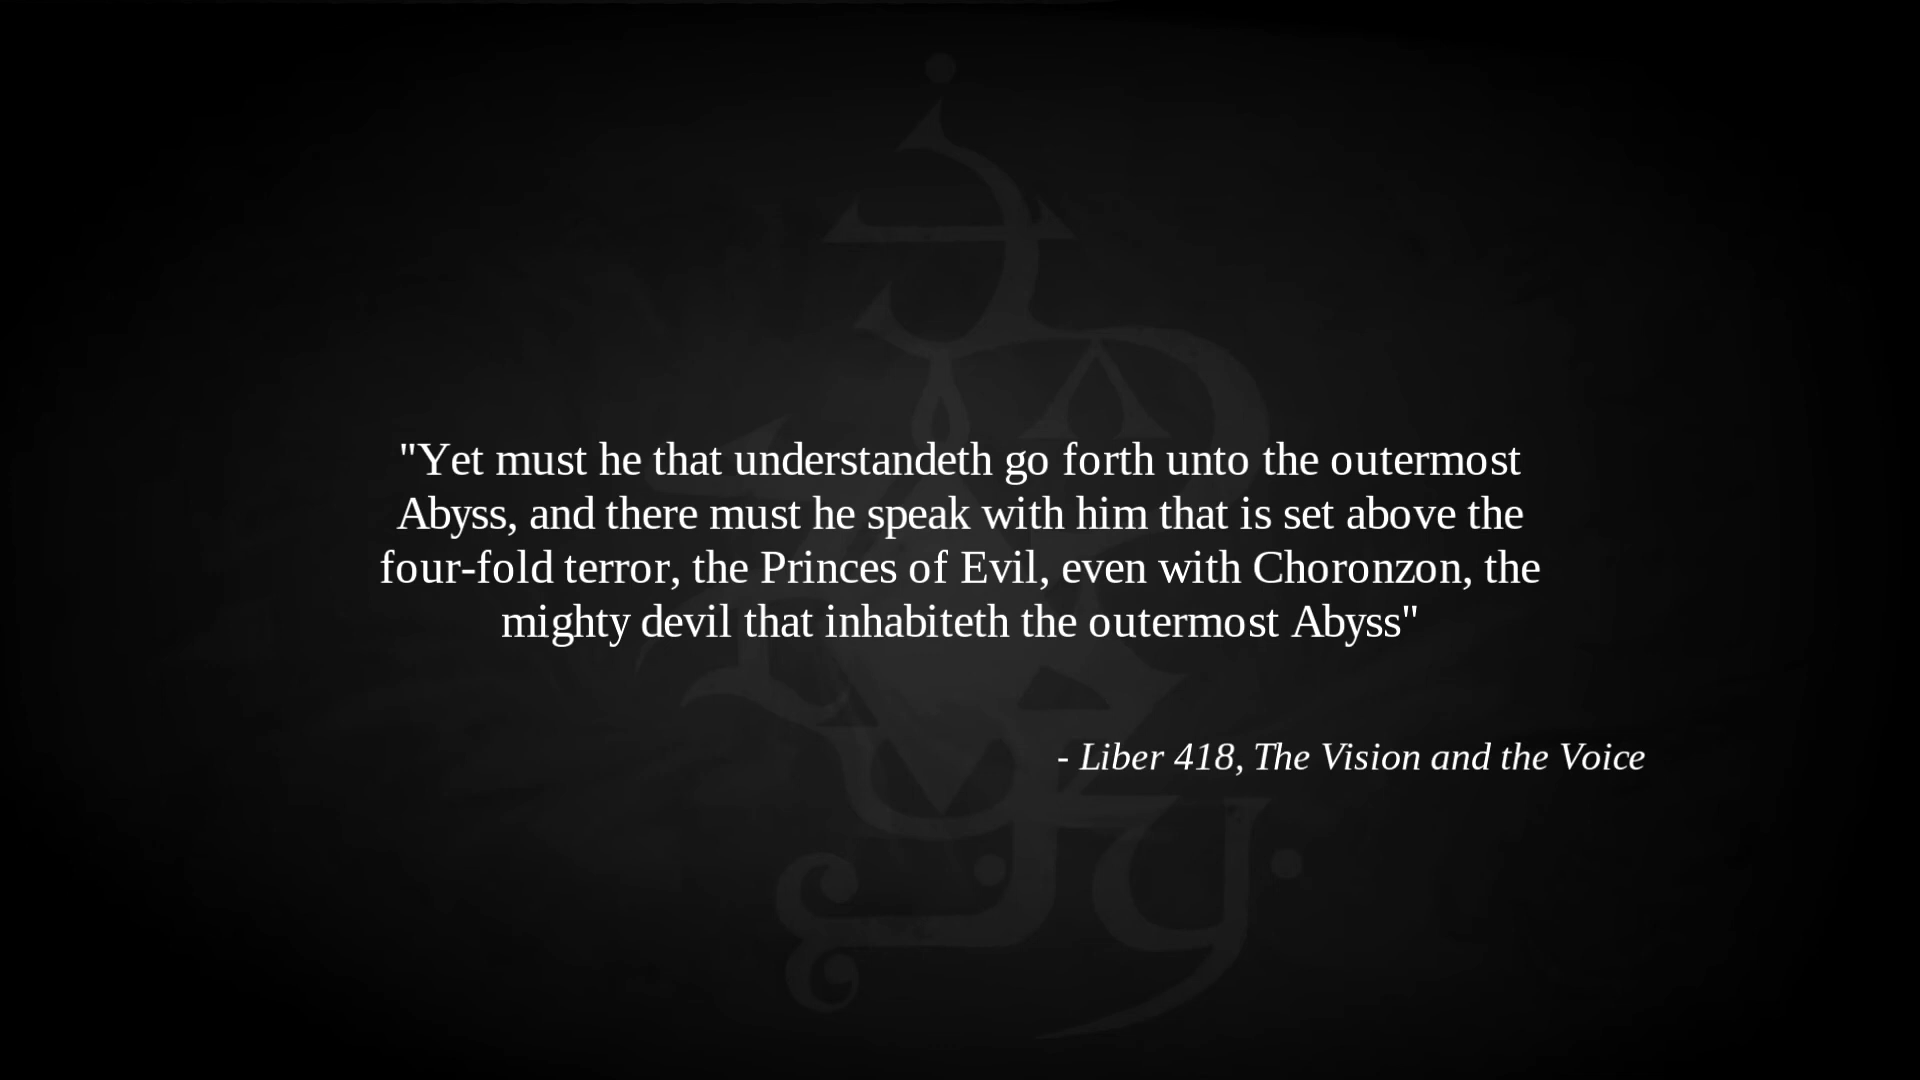 "Yet must he that understandeth go forth unto the outermost
Abyss, and there must he speak with him that is set above the
four-fold terror, the Princes of Evil, even with Choronzon, the
mighty devil that inhabiteth the outermost Abyss"
- Liber 418, The Vision and the Voice